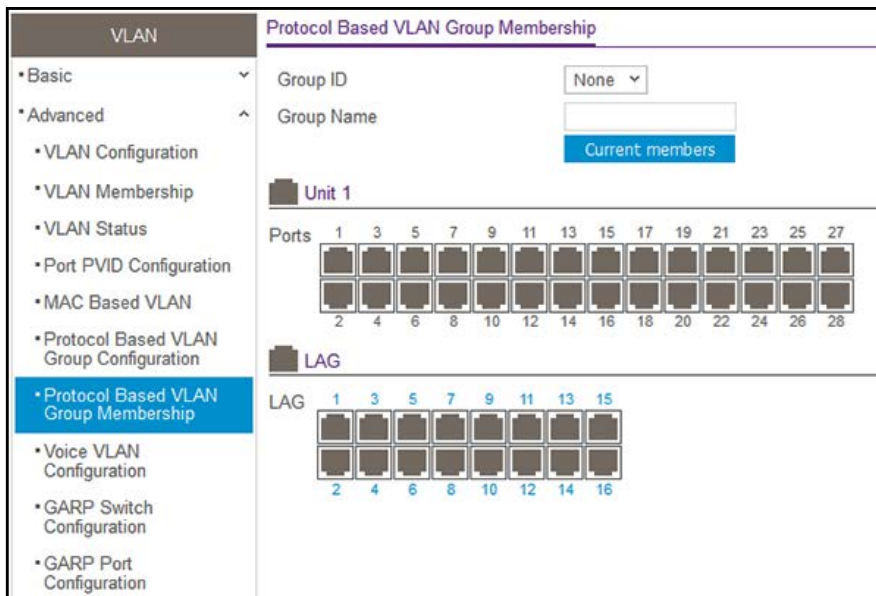 VLAN
Basic
Advanced
VLAN Configuration
VLAN Membership
VLAN Status
Port PVID Configuration
MAC Based VLAN
Protocol Based VLAN
Group Configuration
Protocol Based VLAN
Group Membership
Voice VLAN
Configuration
GARP Switch
Configuration
GARP Port
Configuration
Protocol Based VLAN Group Membership
Group ID None
Group Name
Current members
Unit 1
Ports 1 3 5 7 9 11 13 15 17 19 21 23 25 27
2 4 6 8 10 12 14 16 18 20 22 24 26 28
LAG
LAG 1 3 5 7 9 11 13 15
2 4 6 8 10 12 14 16